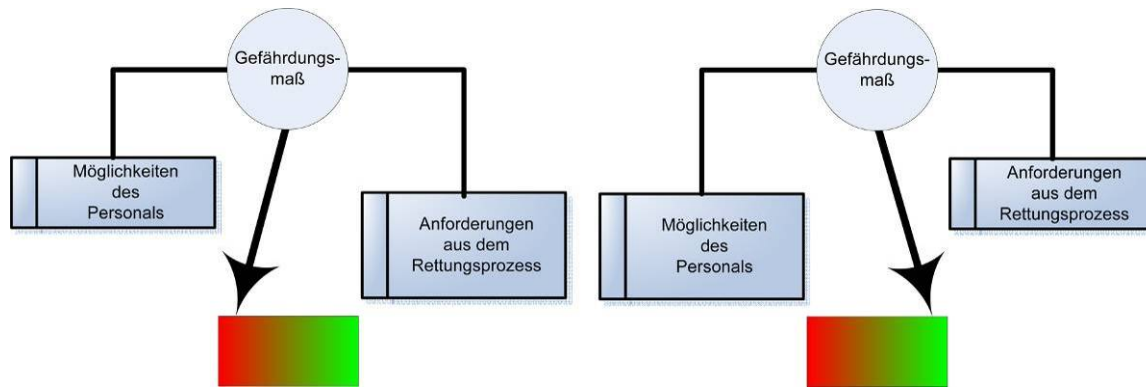 Gefährdungs-
maß
Möglichkeiten
des
Personals
Anforderungen
aus dem
Rettungsprozess
Gefährdungs-
maß
Möglichkeiten
des
Personals
Anforderungen
aus dem
Rettungsprozess